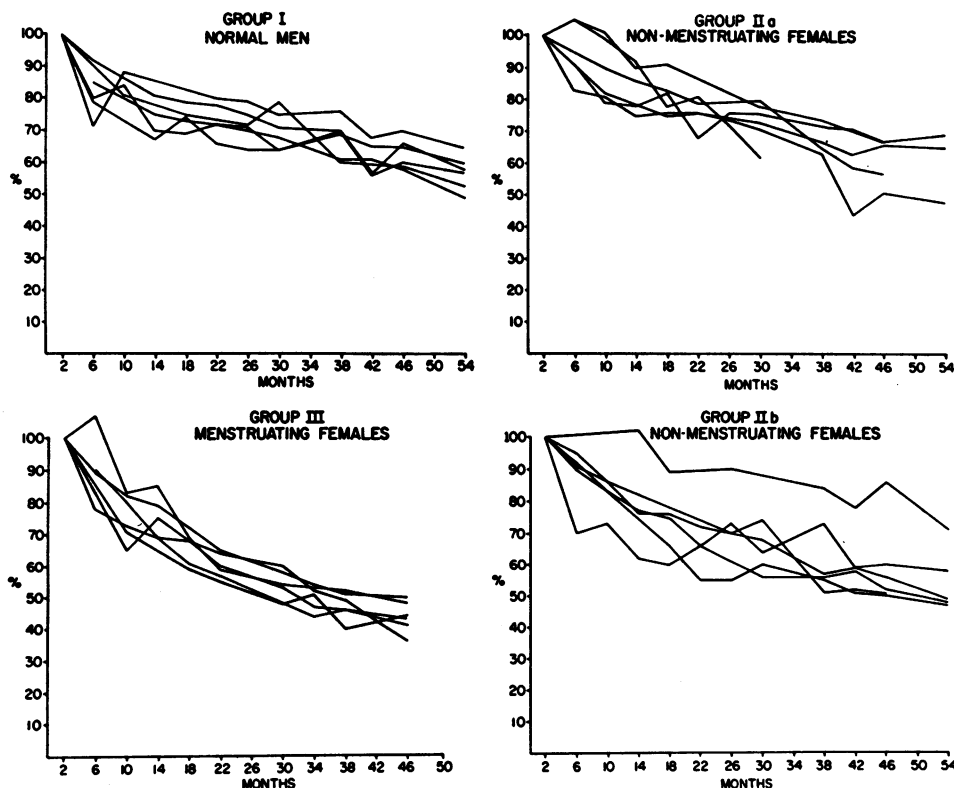 GROUP I
NORMAL MEN
100
90
80
70
60
%
50
40
30
20
10
2 6 10 14 18 22 26 30 34 38 42 46 50 54
MONTHS
GROUP II a
NON-MENSTRUATING FEMALES
100
90
80
70
60
%
50
40
30
20
10
2 6 10 14 18 22 26 30 34 38 42 46 50 54
MONTHS
GROUP III
MENSTRUATING FEMALES
100
90
80
70
60
%
50
40
30
20
10
2 6 10 14 18 22 26 30 34 38 42 46 50
MONTHS
GROUP II b
NON-MENSTRUATING FEMALES
100
90
80
70
60
%
50
40
30
20
10
2 6 10 14 18 22 26 30 34 38 42 46 50 54
MONTHS